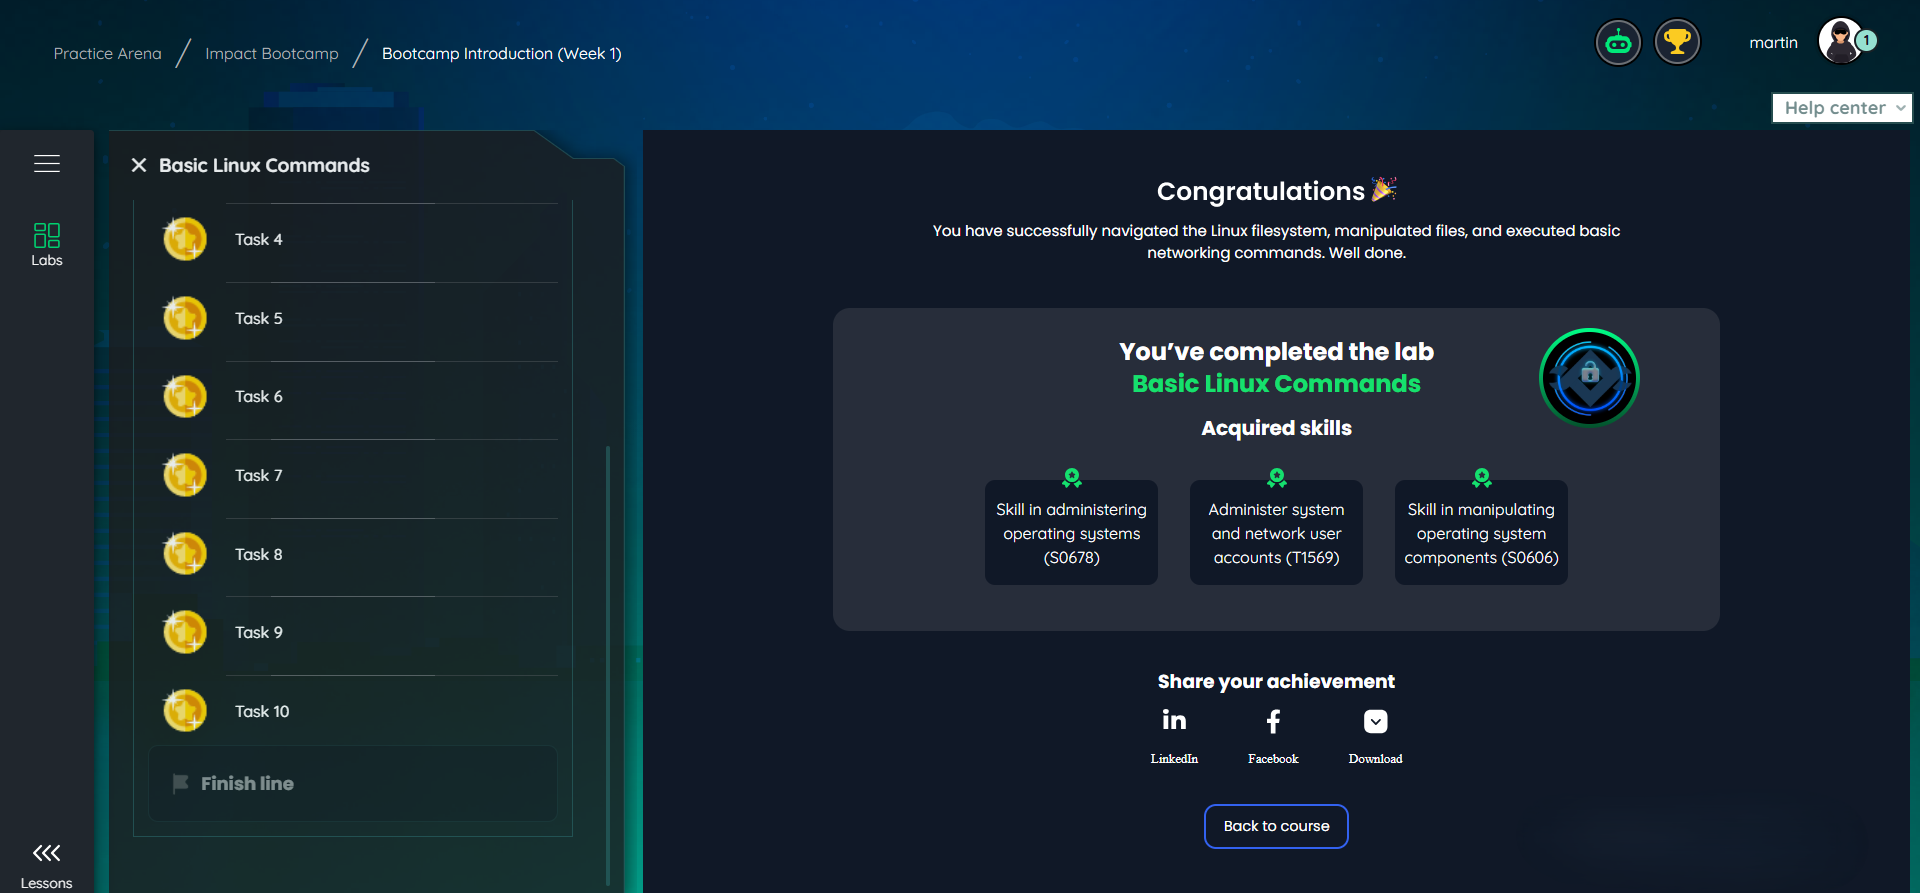 Practice Arena / Impact Bootcamp / Bootcamp Introduction (Week 1)
martin
1
Help center
Labs
Lessons
Basic Linux Commands
Task 4
Task 5
Task 6
Task 7
Task 8
Task 9
Task 10
Finish line
Congratulations 🎉
You have successfully navigated the Linux filesystem, manipulated files, and executed basic
networking commands. Well done.
You’ve completed the lab
Basic Linux Commands
Acquired skills
Skill in administering
operating systems
(S0678)
Administer system
and network user
accounts (T1569)
Skill in manipulating
operating system
components (S0606)
Share your achievement
LinkedIn
Facebook
Download
Back to course